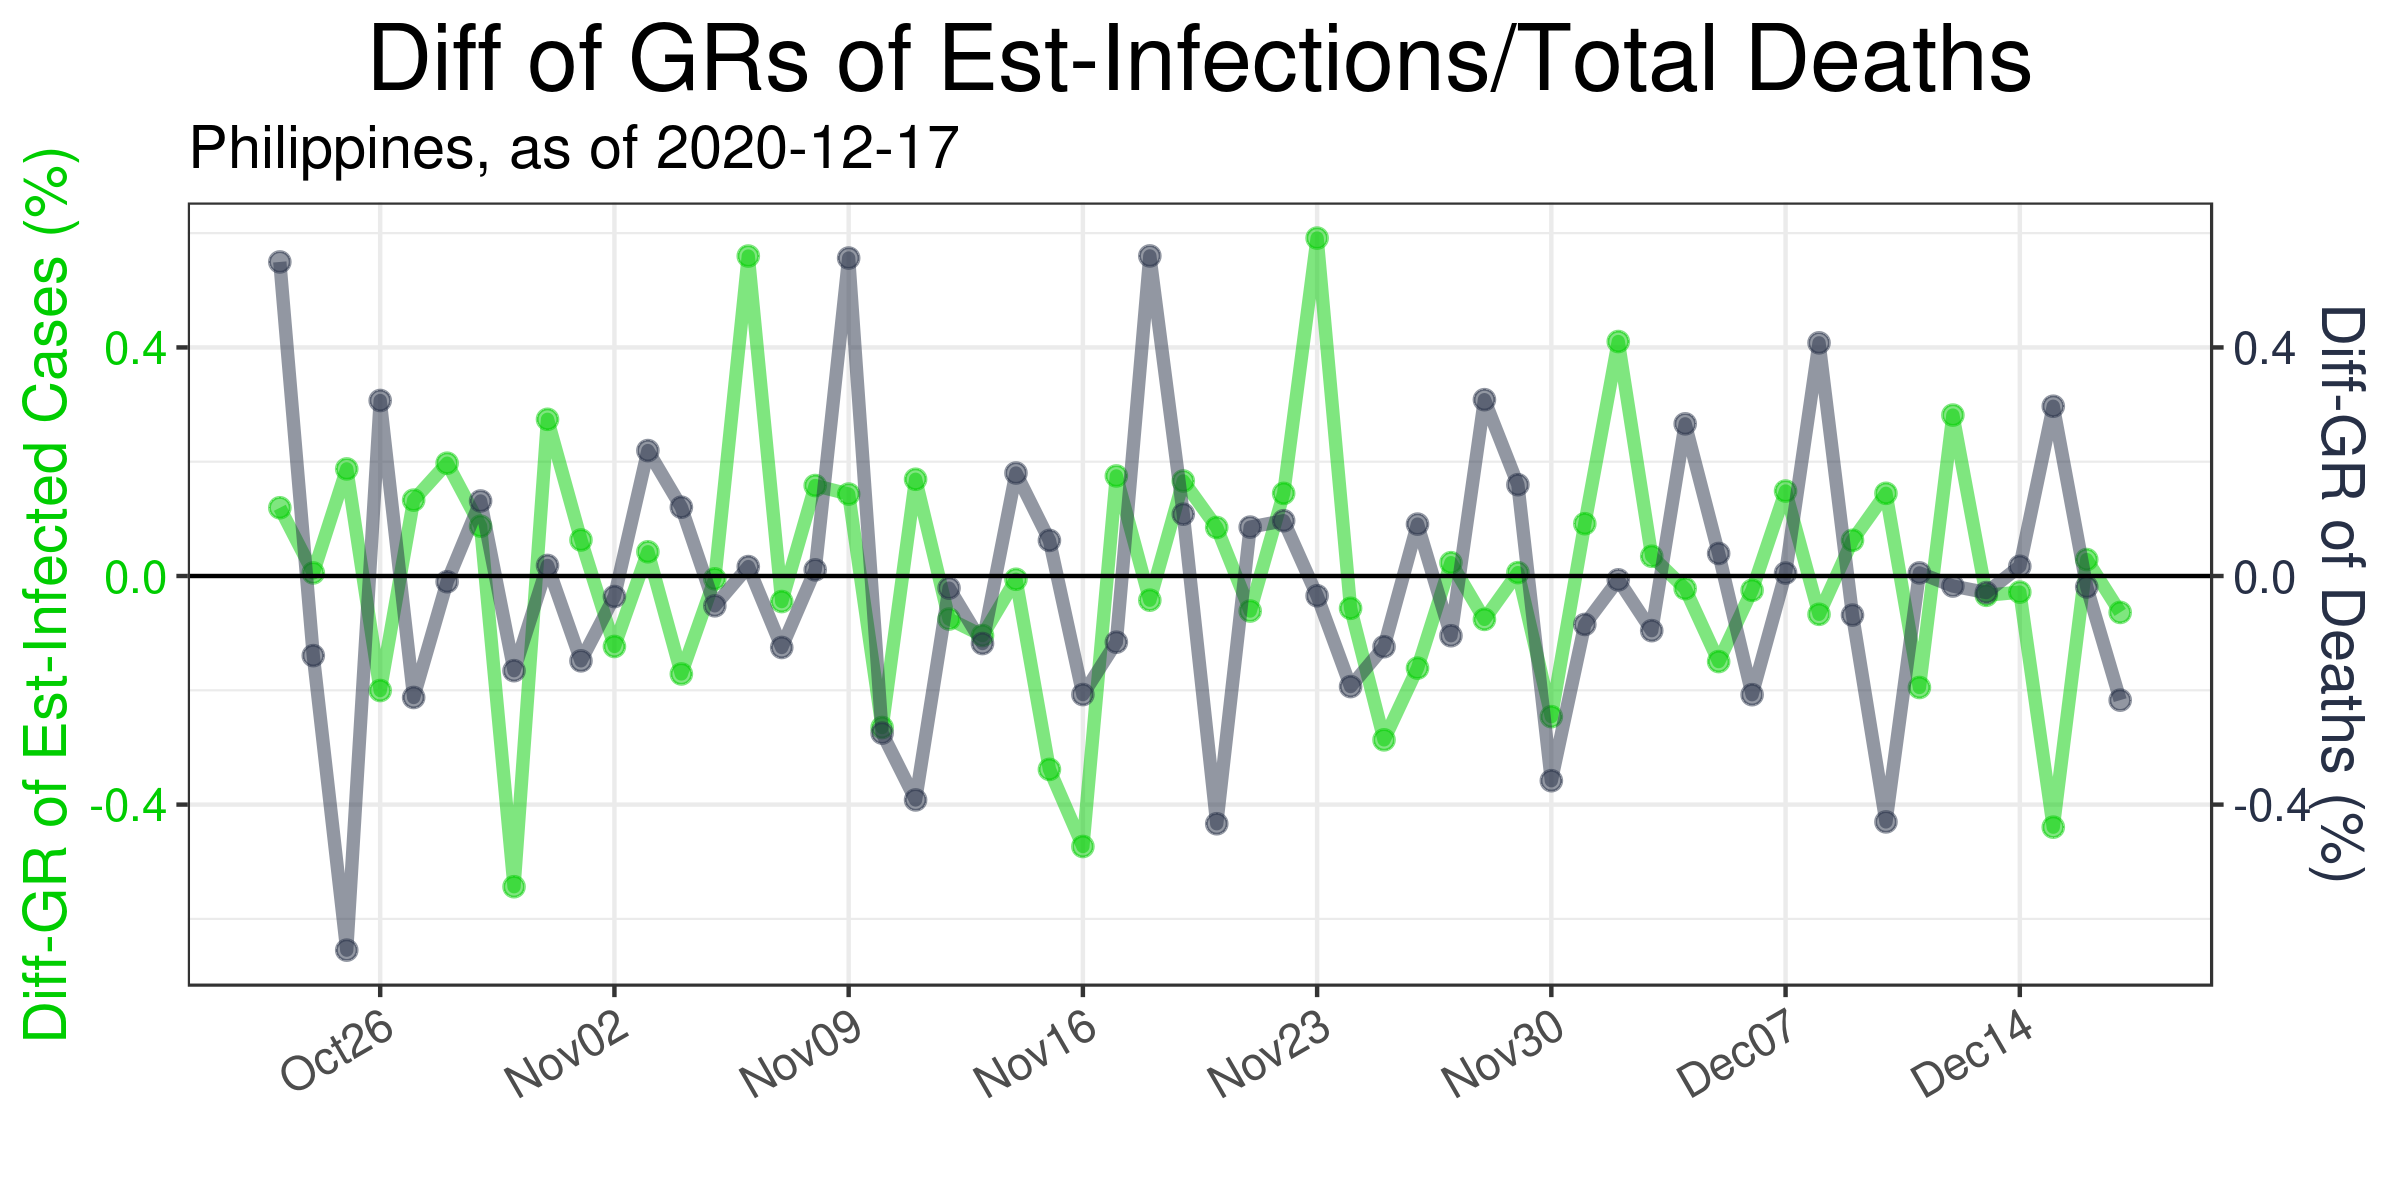 Diff of GRs of Est-Infections/Total Deaths
Philippines, as of 2020-12-17
Diff-GR of Est-Infected Cases (%)
0.4
0.0
-0.4
0.4
0.0
-0.4
Diff-GR of Deaths (%)
Oct26
Nov02
Nov09
Nov16
Nov23
Nov30
Dec07
Dec14